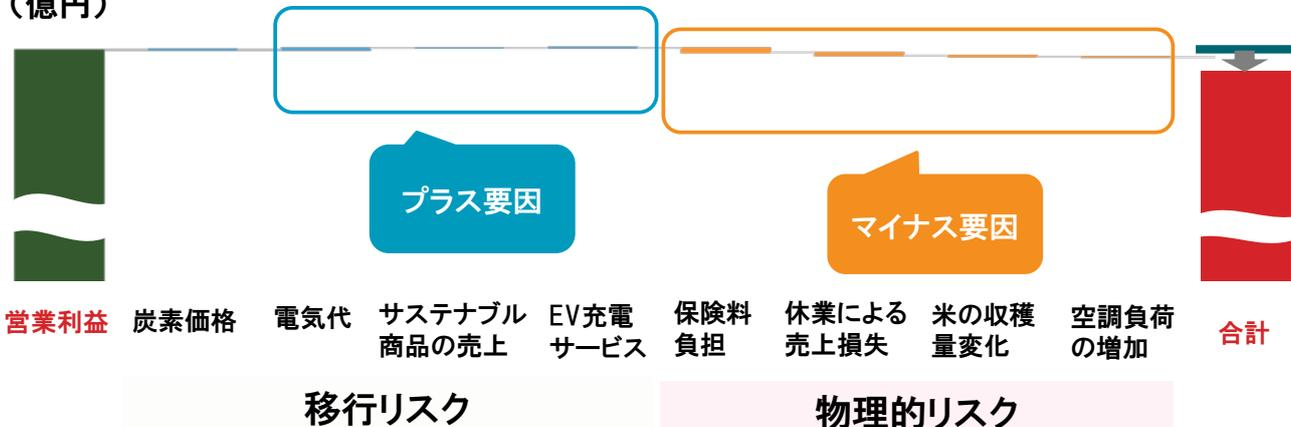 (億円)
プラス要因
マイナス要因
営業利益
炭素価格
電気代
サステナブル
商品の売上
EV充電
サービス
保険料
負担
休業による
売上損失
米の収穫
量変化
空調負荷
の増加
合計
移行リスク
物理的リスク